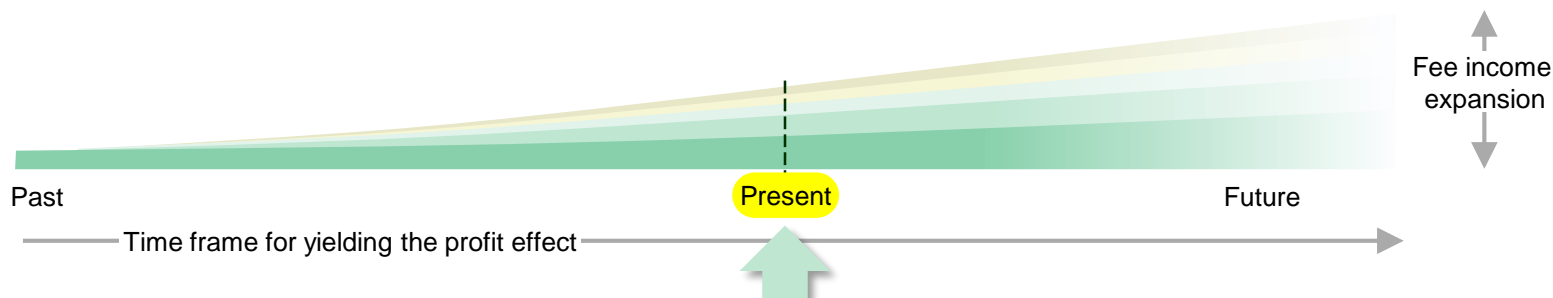 Fee income
expansion
Past
Present
Future
Time frame for yielding the profit effect